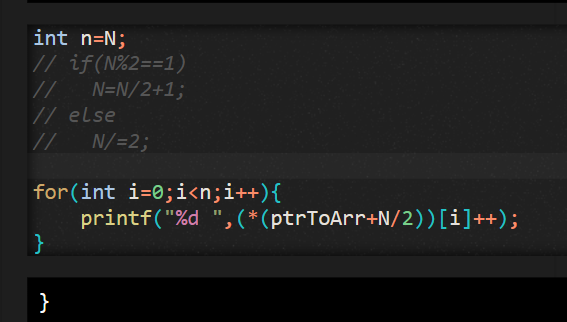 int n=N;
// if(N%2==1)
//   N=N/2+1;
// else
//   N/=2;
for(int i=0;i<n;i++){
    printf("%d ",(*(ptrToArr+N/2))[i]++);
}
}